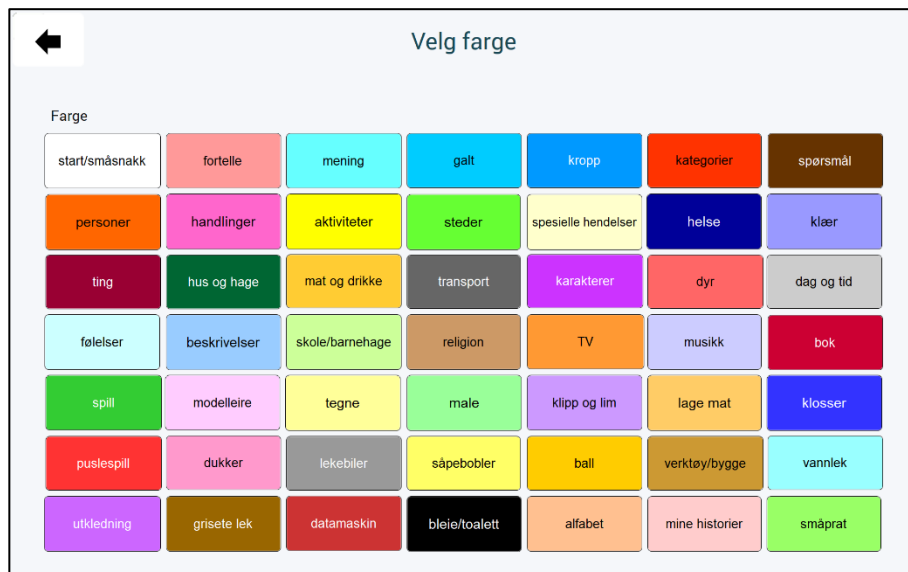 Velg farge
Farge
start/småsnakk fortelle mening galt kropp kategorier spørsmål
personer handlinger aktiviteter steder spesielle hendelser helse klær
ting hus og hage mat og drikke transport karakterer dyr dag og tid
følelser beskrivelser skole/barnehage religion TV musikk bok
spill modelleire tegne male klipp og lim lage mat klosser
puslespill dukker lekebiler såpebobler ball verktøy/bygge vannlek
utkledning grisete lek datamaskin bleie/toalett alfabet mine historier småprat